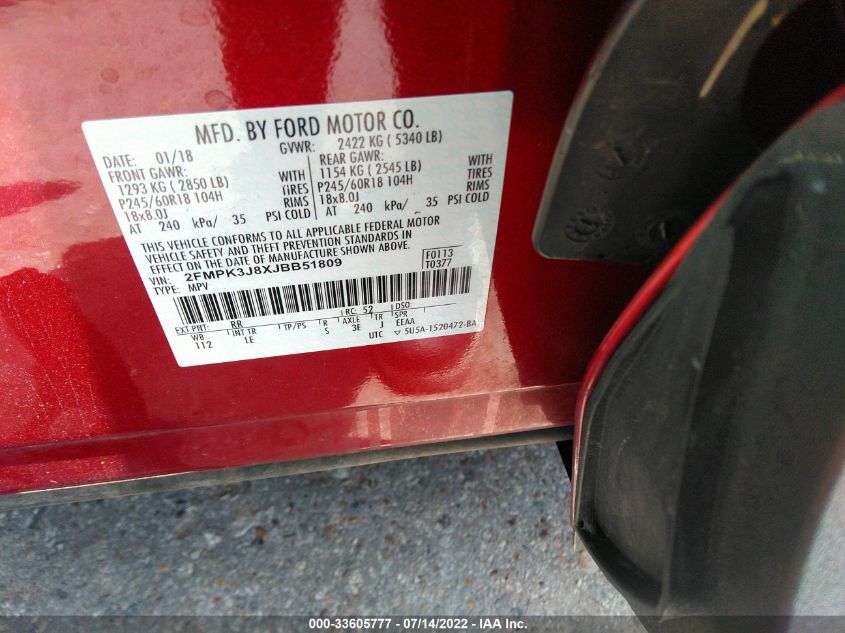 MFD. BY FORD MOTOR CO.
DATE: 01/18 GVWR: 2422 KG ( 5340 LB)
FRONT GAWR: REAR GAWR:
1293 KG ( 2850 LB) WITH 1154 KG ( 2545 LB) WITH
P245/60R18 104H TIRES P245/60R18 104H TIRES
18x8.0J RIMS 18x8.0J RIMS
AT 240 kPa/ 35 PSI COLD AT 240 kPa/ 35 PSI COLD
THIS VEHICLE CONFORMS TO ALL APPLICABLE FEDERAL MOTOR
VEHICLE SAFETY AND THEFT PREVENTION STANDARDS IN
EFFECT ON THE DATE OF MANUFACTURE SHOWN ABOVE.
VIN: 2FMPK3J8XJBB51809 F0113
TYPE: MPV T0377
EXT PNT: RR RC: 52 DSO:
WB INT TR TP/PS R AXLE TR SPR
112 LE S 3E J EEAA
UTC 5U5A-1520472-BA
000-33605777 - 07/14/2022 - IAA Inc.